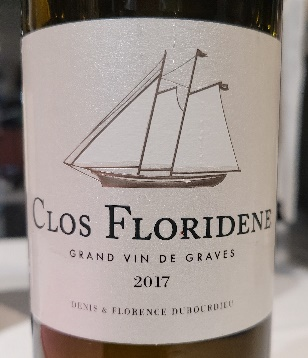 CLOS FLORIDENE
GRAND VIN DE GRAVES
2017
DENIS & FLORENCE DUBOURDIEU